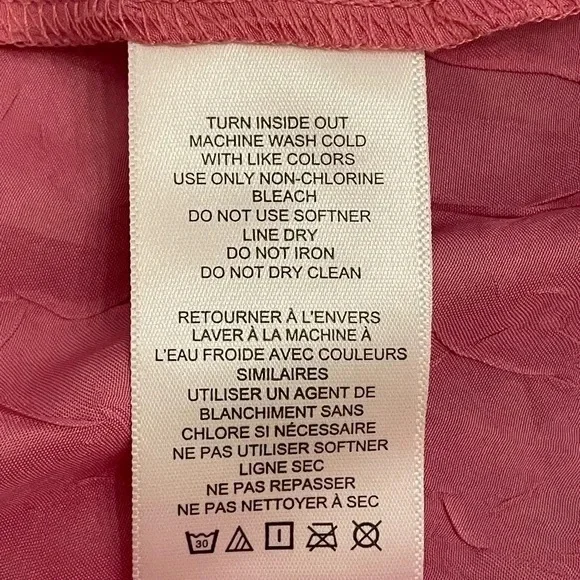 TURN INSIDE OUT
MACHINE WASH COLD
WITH LIKE COLORS
USE ONLY NON-CHLORINE
BLEACH
DO NOT USE SOFTNER
LINE DRY
DO NOT IRON
DO NOT DRY CLEAN
RETOURNER À L'ENVERS
LAVER À LA MACHINE À
L'EAU FROIDE AVEC COULEURS
SIMILAIRES
UTILISER UN AGENT DE
BLANCHIMENT SANS
CHLORE SI NÉCESSAIRE
NE PAS UTILISER SOFTNER
LIGNE SEC
NE PAS REPASSER
NE PAS NETTOYER À SEC
30